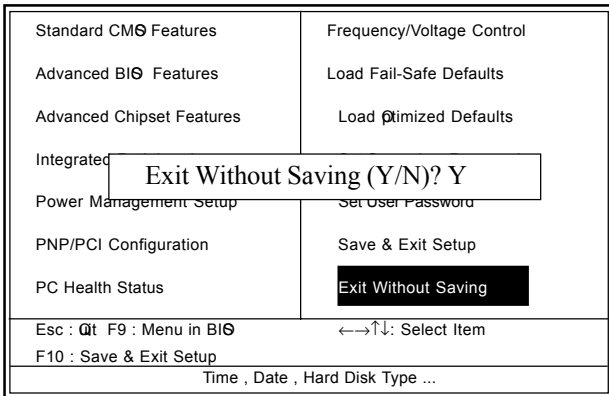 Standard CMOS Features
Frequency/Voltage Control
Advanced BIOS Features
Load Fail-Safe Defaults
Advanced Chipset Features
Load Optimized Defaults
Integrated
Exit Without Saving (Y/N)? Y
Power Management Setup
Set User Password
PNP/PCI Configuration
Save & Exit Setup
PC Health Status
Exit Without Saving
Esc : Quit F9 : Menu in BIOS
←→↑↓: Select Item
F10 : Save & Exit Setup
Time , Date , Hard Disk Type ...